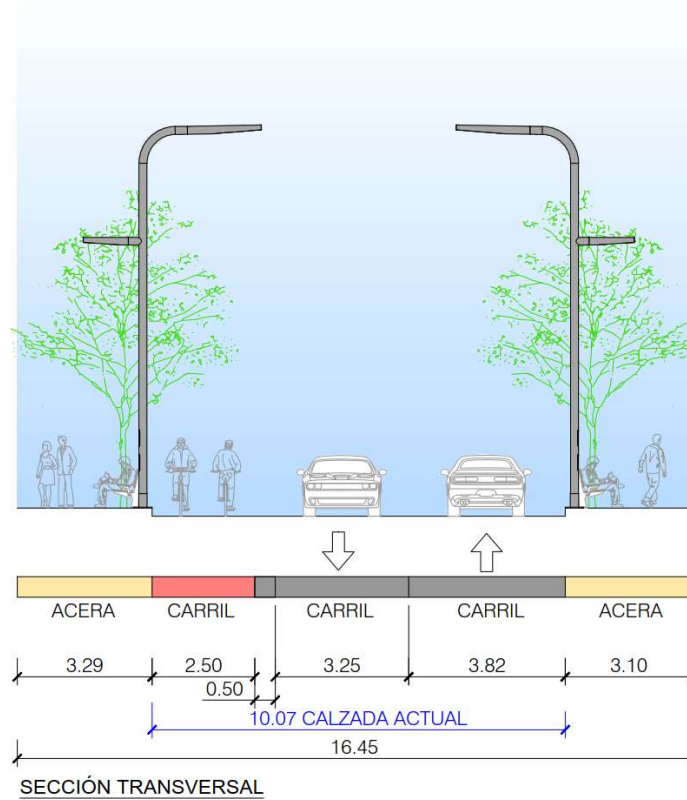 ACERA CARRIL CARRIL CARRIL ACERA
3.29 2.50 3.25 3.82 3.10
0.50
10.07 CALZADA ACTUAL
16.45
SECCIÓN TRANSVERSAL